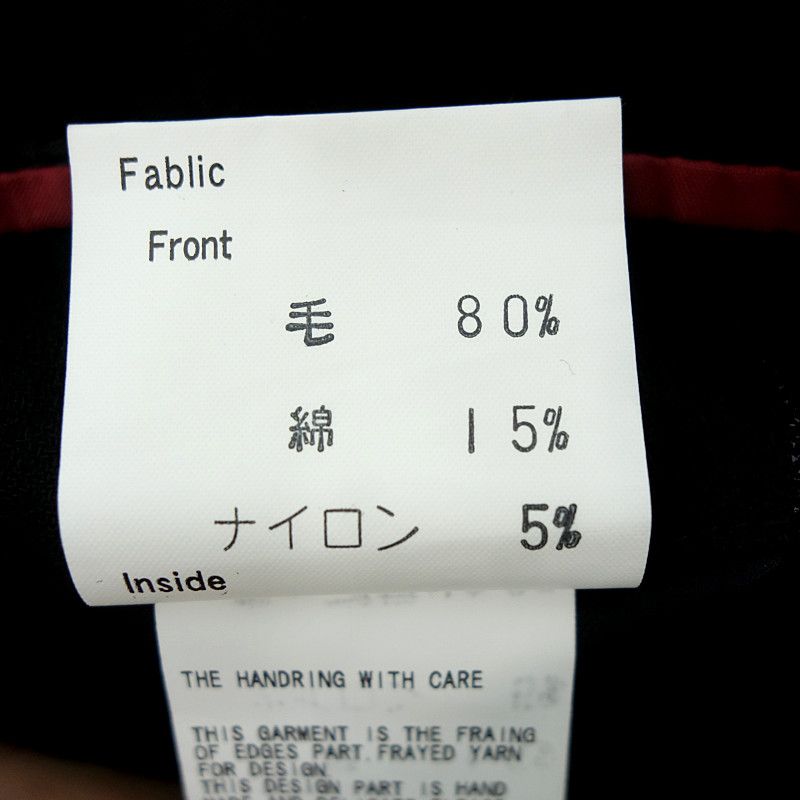 Fablic
Front
毛 80%
綿 15%
ナイロン 5%
Inside
THE HANDRING WITH CARE
THIS GARMENT IS THE FRAING
OF EDGES PART.FRAYED YARN
FOR DESIGN
THIS DESIGN PART IS HAND